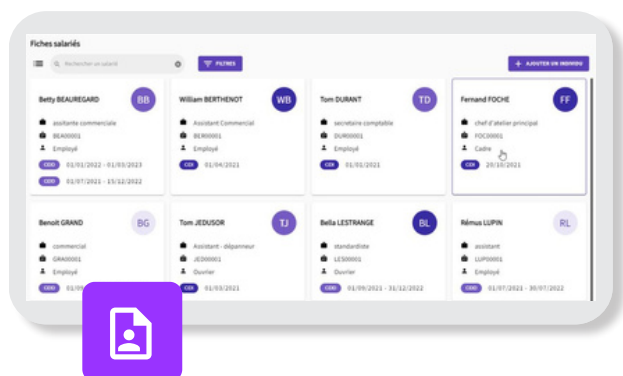 Fiches salariés
Rechercher un salarié
FILTRES
+ AJOUTER UN INDIVIDU
Betty BEAUREGARD
BB
assitante commerciale
BEA00001
Employé
CDD 01/01/2022 - 01/03/2023
CDD 01/07/2021 - 15/12/2022
William BERTHENOT
WB
Assistant Commercial
BER00001
Employé
CDI 01/04/2021
Tom DURANT
TD
secretaire comptable
DUR00001
Employé
CDI 01/01/2021
Fernand FOCHE
FF
chef d'atelier principal
FOC00001
Cadre
CDI 20/10/2021
Benoit GRAND
BG
commercial
GRA00001
Employé
CDD
Tom JEDUSOR
TJ
Assistant - dépanneur
JED00001
Ouvrier
CDI 01/03/2021
Bella LESTRANGE
BL
standardiste
LES00001
Ouvrier
CDD 01/09/2021 - 31/12/2022
Rémus LUPIN
RL
assistant
LUP00001
Employé
CDD 01/07/2021 - 30/07/2022